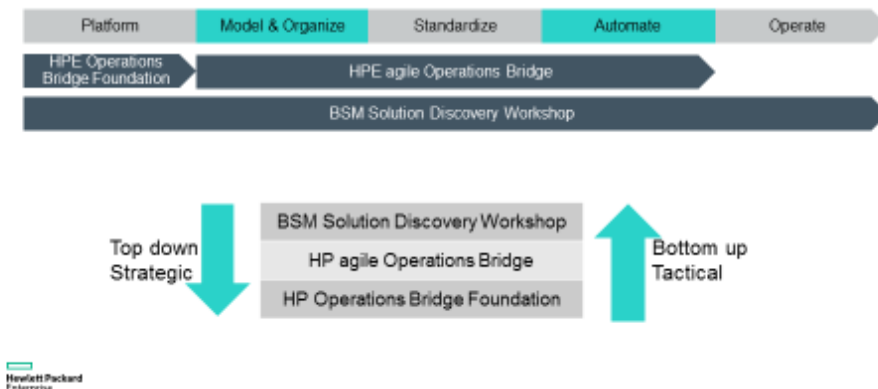 Platform
Model & Organize
Standardize
Automate
Operate
HPE Operations
Bridge Foundation
HPE agile Operations Bridge
BSM Solution Discovery Workshop
Top down
Strategic
BSM Solution Discovery Workshop
HP agile Operations Bridge
HP Operations Bridge Foundation
Bottom up
Tactical
Hewlett Packard
Enterprise